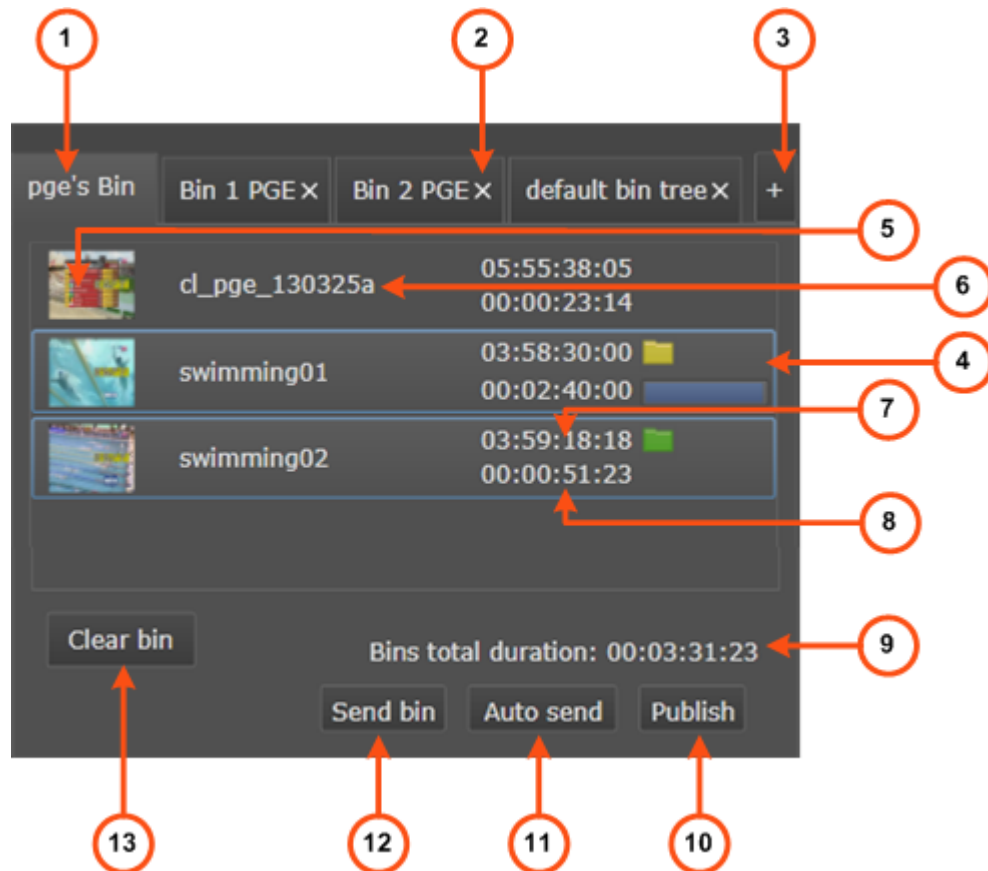 1 2 3
pge's Bin Bin 1 PGE× Bin 2 PGE× default bin tree× +
5
05:55:38:05
cl_pge_130325a 6
00:00:23:14
03:58:30:00
swimming01 4
00:02:40:00
7
03:59:18:18
swimming02
00:00:51:23
8
Clear bin
Bins total duration: 00:03:31:23 9
Send bin Auto send Publish
13 12 11 10